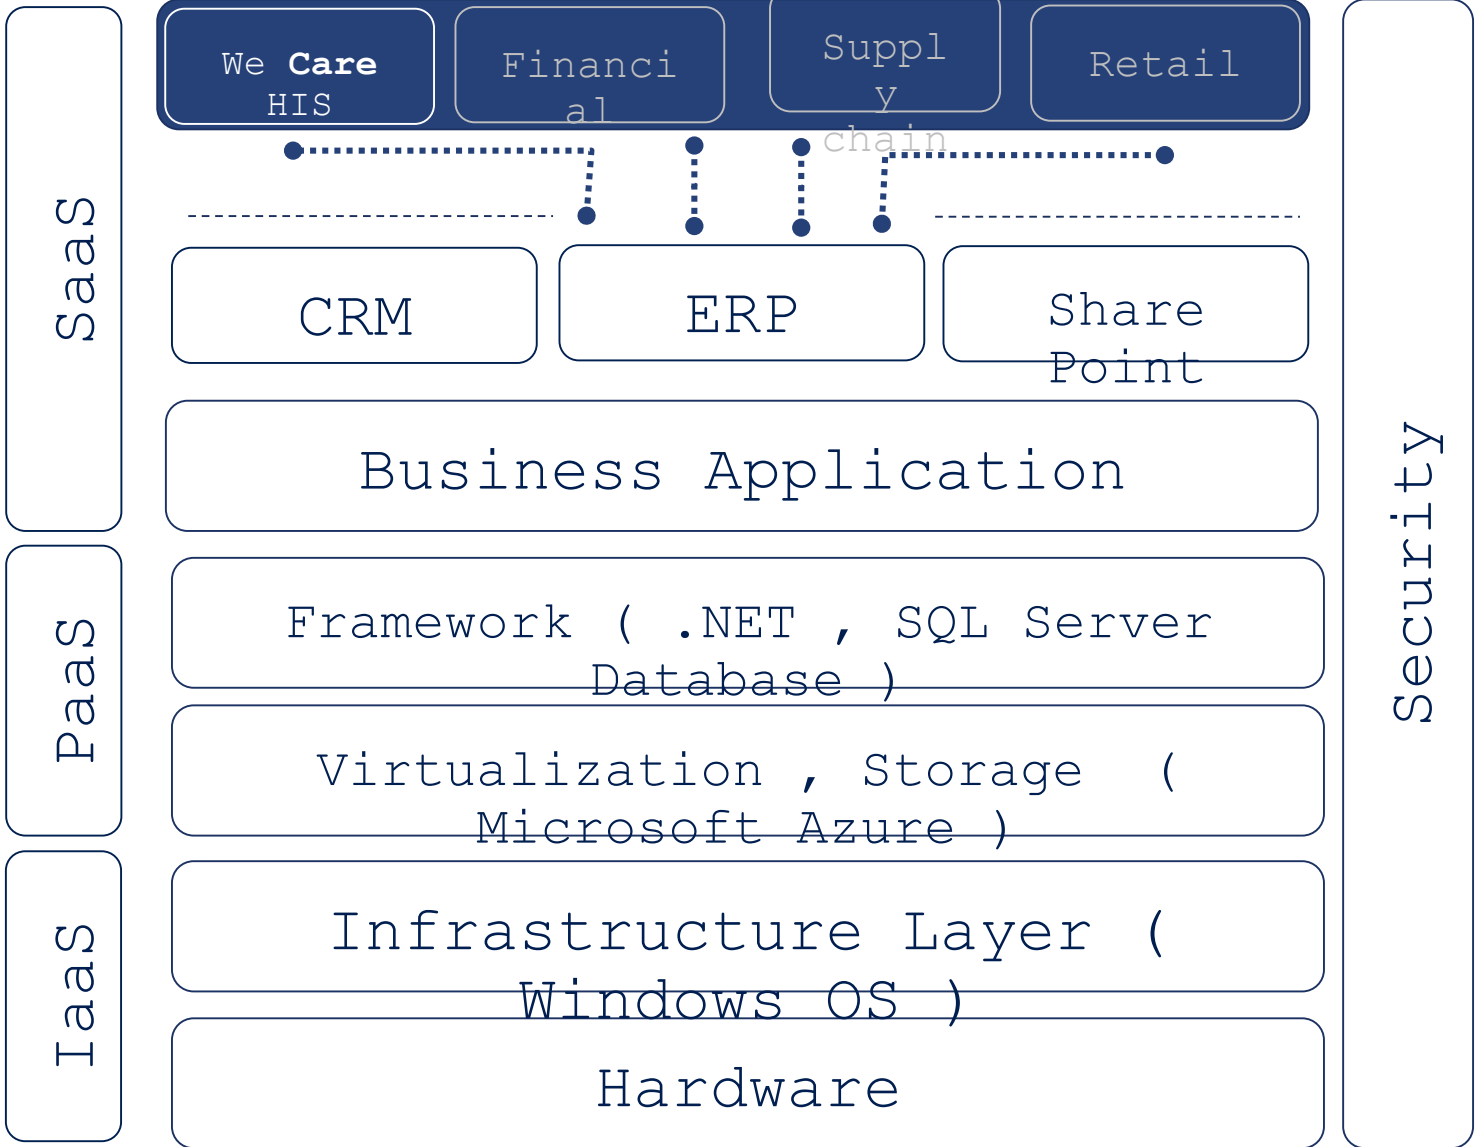 We Care
HIS
Financi
al
Suppl
y
chain
Retail
SaaS
CRM
ERP
Share
Point
Business Application
PaaS
Framework ( .NET , SQL Server
Database )
Virtualization , Storage  (
Microsoft Azure )
IaaS
Infrastructure Layer (
Windows OS )
Hardware
Security